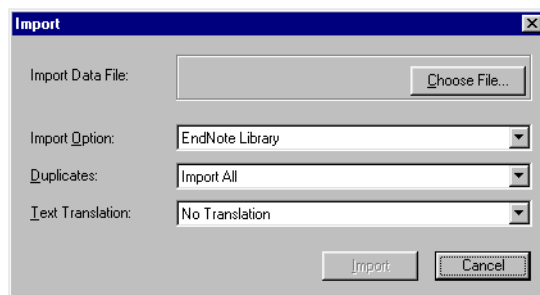 Import
Import Data File:
Choose File...
Import Option:
EndNote Library
Duplicates:
Import All
Text Translation:
No Translation
Import
Cancel